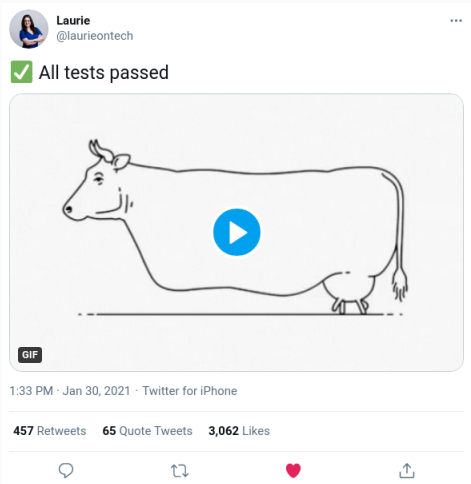 Laurie
@laurieontech
✅ All tests passed
GIF
1:33 PM · Jan 30, 2021 · Twitter for iPhone
457 Retweets 65 Quote Tweets 3,062 Likes